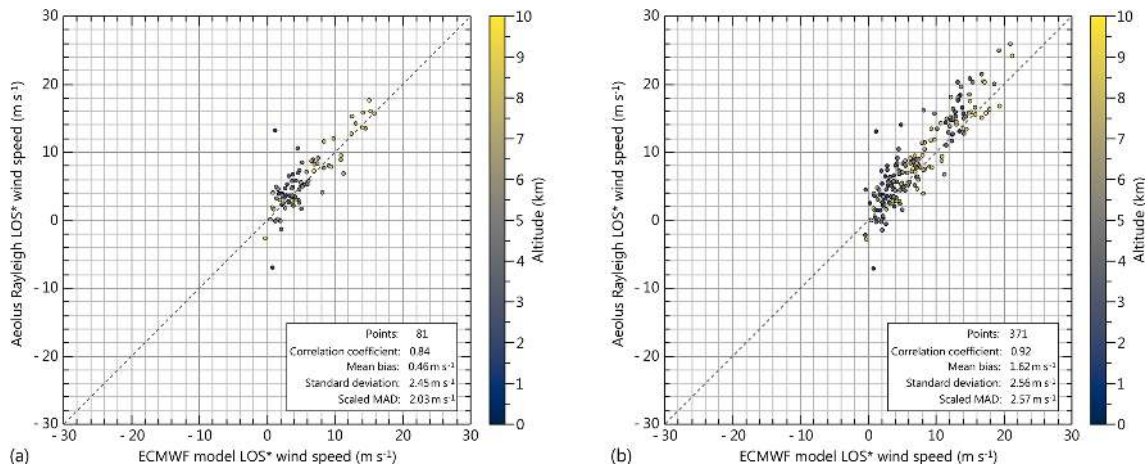 30
20
10
0
-10
-20
-30
-30
-20
-10
0
10
20
30
Aeolus Rayleigh LOS* wind speed (m s⁻¹)
ECMWF model LOS* wind speed (m s⁻¹)
Points: 81
Correlation coefficient: 0.84
Mean bias: 0.46 m s⁻¹
Standard deviation: 2.45 m s⁻¹
Scaled MAD: 2.03 m s⁻¹
10
9
8
7
6
5
4
3
2
1
0
Altitude (km)
(a)
30
20
10
0
-10
-20
-30
-30
-20
-10
0
10
20
30
Aeolus Rayleigh LOS* wind speed (m s⁻¹)
ECMWF model LOS* wind speed (m s⁻¹)
Points: 371
Correlation coefficient: 0.92
Mean bias: 1.62 m s⁻¹
Standard deviation: 2.56 m s⁻¹
Scaled MAD: 2.57 m s⁻¹
10
9
8
7
6
5
4
3
2
1
0
Altitude (km)
(b)